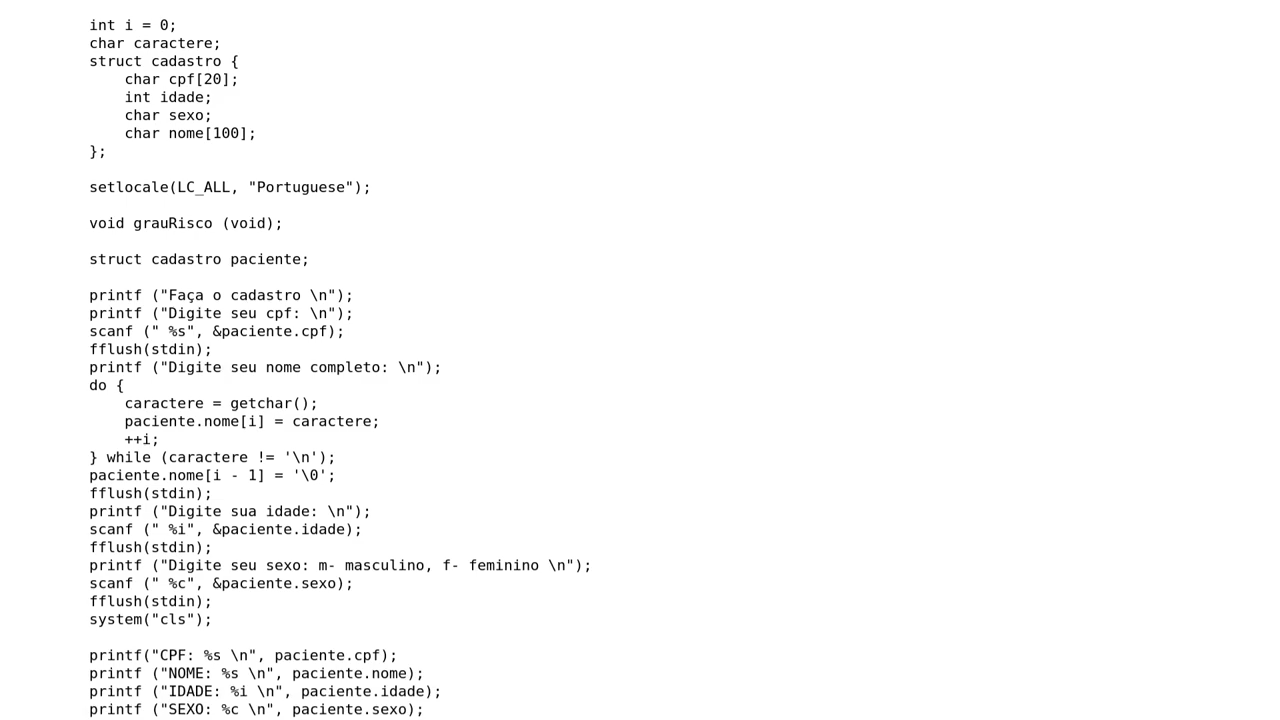 int i = 0;
char caractere;
struct cadastro {
    char cpf[20];
    int idade;
    char sexo;
    char nome[100];
};

setlocale(LC_ALL, "Portuguese");

void grauRisco (void);

struct cadastro paciente;

printf ("Faça o cadastro \n");
printf ("Digite seu cpf: \n");
scanf (" %s", &paciente.cpf);
fflush(stdin);
printf ("Digite seu nome completo: \n");
do {
    caractere = getchar();
    paciente.nome[i] = caractere;
    ++i;
} while (caractere != '\n');
paciente.nome[i - 1] = '\0';
fflush(stdin);
printf ("Digite sua idade: \n");
scanf (" %i", &paciente.idade);
fflush(stdin);
printf ("Digite seu sexo: m- masculino, f- feminino \n");
scanf (" %c", &paciente.sexo);
fflush(stdin);
system("cls");

printf("CPF: %s \n", paciente.cpf);
printf ("NOME: %s \n", paciente.nome);
printf ("IDADE: %i \n", paciente.idade);
printf ("SEXO: %c \n", paciente.sexo);